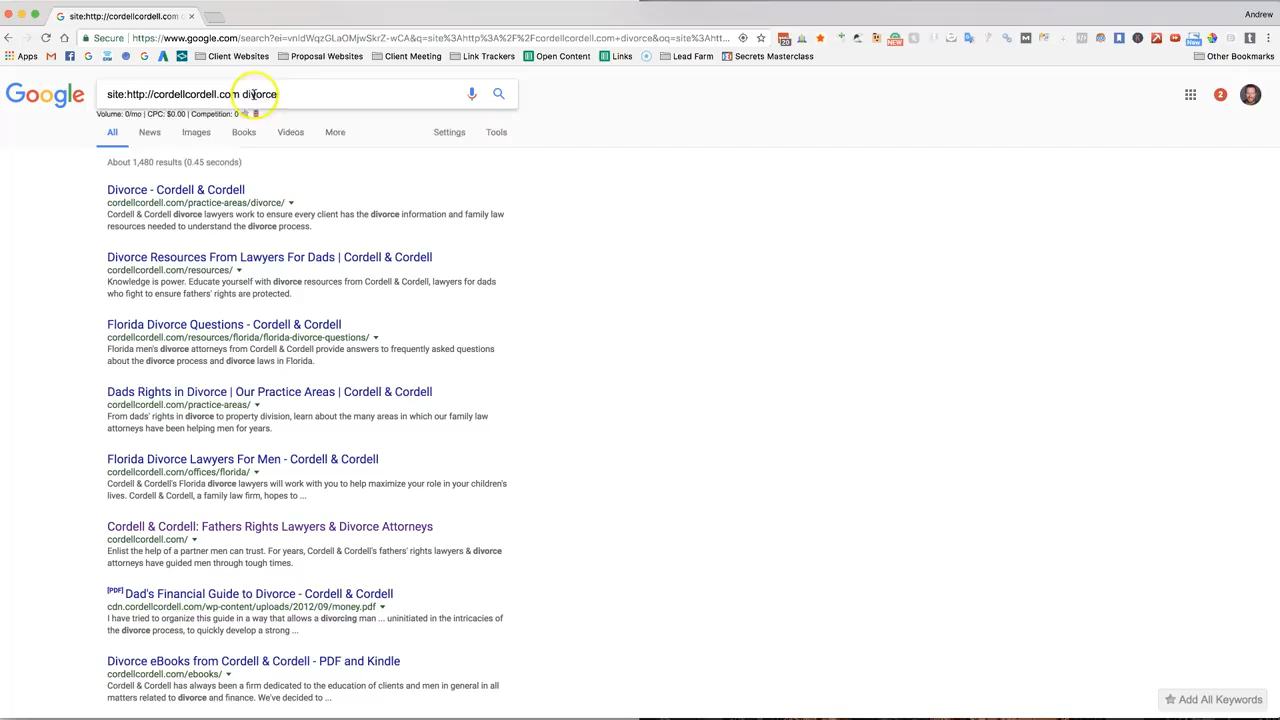 site:http://cordellcordell.com d
Andrew
Secure
https://www.google.com/search?ei=vnldWqzGLaOMjwSkrZ-wCA&q=site%3Ahttp%3A%2F%2Fcordellcordell.com+divorce&oq=site%3Ahtt...
Apps
Client Websites
Proposal Websites
Client Meeting
Link Trackers
Open Content
Links
Lead Farm
Secrets Masterclass
Other Bookmarks
Google
site:http://cordellcordell.com divorce
2
Volume: 0/mo | CPC: $0.00 | Competition: 0
All
News
Images
Books
Videos
More
Settings
Tools
About 1,480 results (0.45 seconds)
Divorce - Cordell & Cordell
cordellcordell.com/practice-areas/divorce/
Cordell & Cordell divorce lawyers work to ensure every client has the divorce information and family law
resources needed to understand the divorce process.
Divorce Resources From Lawyers For Dads | Cordell & Cordell
cordellcordell.com/resources/
Knowledge is power. Educate yourself with divorce resources from Cordell & Cordell, lawyers for dads
who fight to ensure fathers' rights are protected.
Florida Divorce Questions - Cordell & Cordell
cordellcordell.com/resources/florida/florida-divorce-questions/
Florida men's divorce attorneys from Cordell & Cordell provide answers to frequently asked questions
about the divorce process and divorce laws in Florida.
Dads Rights in Divorce | Our Practice Areas | Cordell & Cordell
cordellcordell.com/practice-areas/
From dads' rights in divorce to property division, learn about the many areas in which our family law
attorneys have been helping men for years.
Florida Divorce Lawyers For Men - Cordell & Cordell
cordellcordell.com/offices/florida/
Cordell & Cordell's Florida divorce lawyers will work with you to help maximize your role in your children's
lives. Cordell & Cordell, a family law firm, hopes to ...
Cordell & Cordell: Fathers Rights Lawyers & Divorce Attorneys
cordellcordell.com/
Enlist the help of a partner men can trust. For years, Cordell & Cordell's fathers' rights lawyers & divorce
attorneys have guided men through tough times.
[PDF] Dad's Financial Guide to Divorce - Cordell & Cordell
cdn.cordellcordell.com/wp-content/uploads/2012/09/money.pdf
I have tried to organize this guide in a way that allows a divorcing man ... uninitiated in the intricacies of
the divorce process, to quickly develop a strong ...
Divorce eBooks from Cordell & Cordell - PDF and Kindle
cordellcordell.com/ebooks/
Cordell & Cordell has always been a firm dedicated to the education of clients and men in general in all
matters related to divorce and finance. We've decided to ...
Add All Keywords